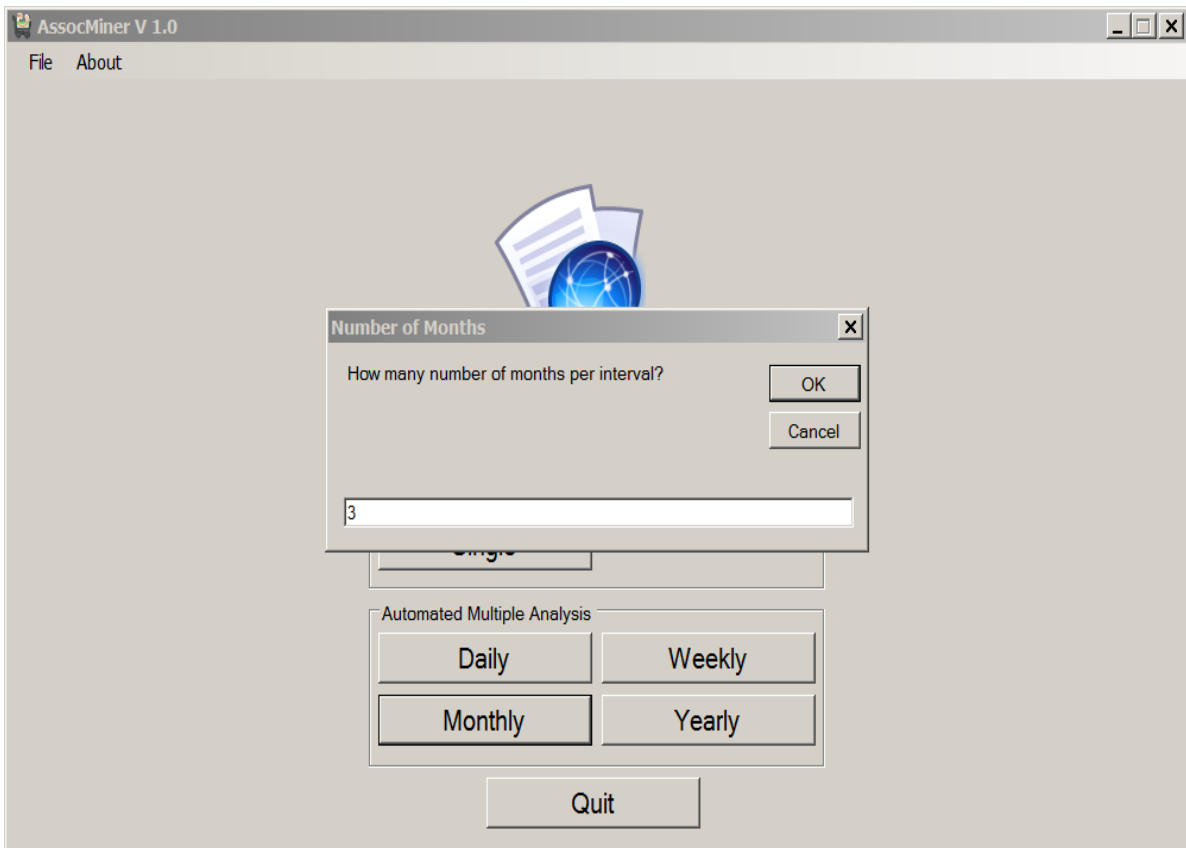 AssocMiner V 1.0
File About
Number of Months
How many number of months per interval?
OK
Cancel
3
Single
Automated Multiple Analysis
Daily Weekly
Monthly Yearly
Quit